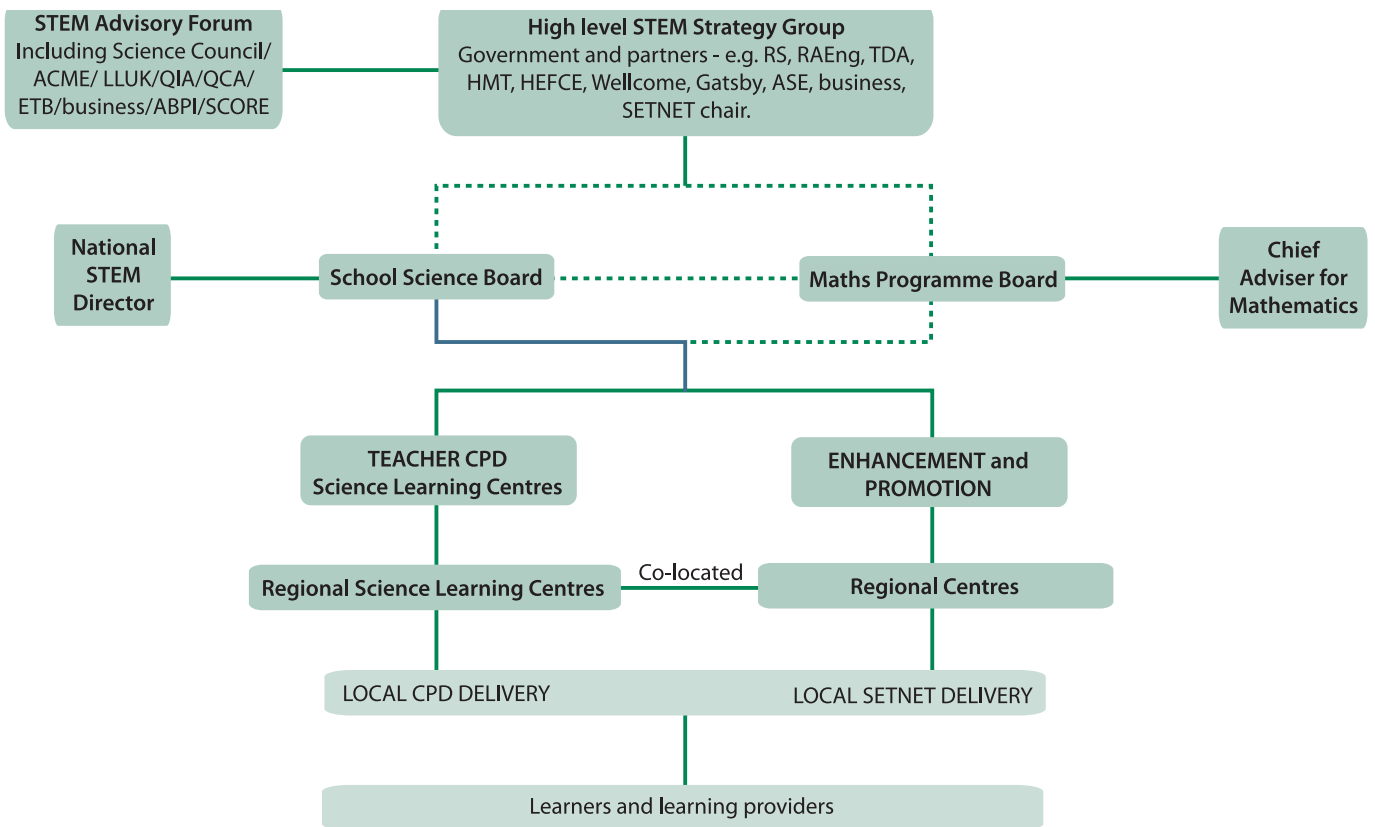 STEM Advisory Forum
Including Science Council/
ACME/ LLUK/QIA/QCA/
ETB/business/ABPI/SCORE
High level STEM Strategy Group
Government and partners - e.g. RS, RAEng, TDA,
HMT, HEFCE, Wellcome, Gatsby, ASE, business,
SETNET chair.
National
STEM
Director
School Science Board
Maths Programme Board
Chief
Adviser for
Mathematics
TEACHER CPD
Science Learning Centres
ENHANCEMENT and
PROMOTION
Regional Science Learning Centres
Co-located
Regional Centres
LOCAL CPD DELIVERY
LOCAL SETNET DELIVERY
Learners and learning providers